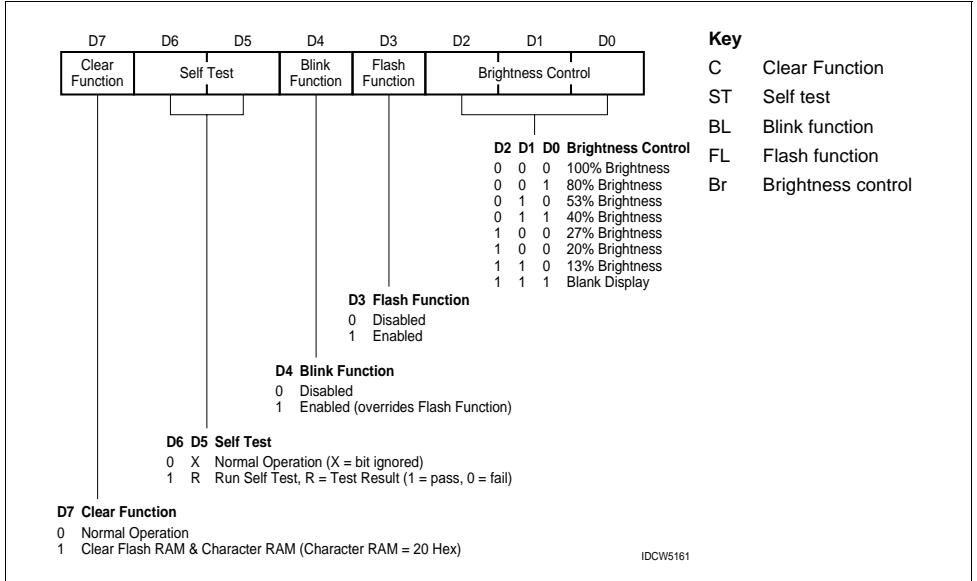 D7 D6 D5 D4 D3 D2 D1 D0
Clear Function
Self Test
Blink Function
Flash Function
Brightness Control
D2 D1 D0 Brightness Control
0 0 0 100% Brightness
0 0 1 80% Brightness
0 1 0 53% Brightness
0 1 1 40% Brightness
1 0 0 27% Brightness
1 0 0 20% Brightness
1 1 0 13% Brightness
1 1 1 Blank Display
D3 Flash Function
0 Disabled
1 Enabled
D4 Blink Function
0 Disabled
1 Enabled (overrides Flash Function)
D6 D5 Self Test
0 X Normal Operation (X = bit ignored)
1 R Run Self Test, R = Test Result (1 = pass, 0 = fail)
D7 Clear Function
0 Normal Operation
1 Clear Flash RAM & Character RAM (Character RAM = 20 Hex)
IDCW5161
Key
C Clear Function
ST Self test
BL Blink function
FL Flash function
Br Brightness control